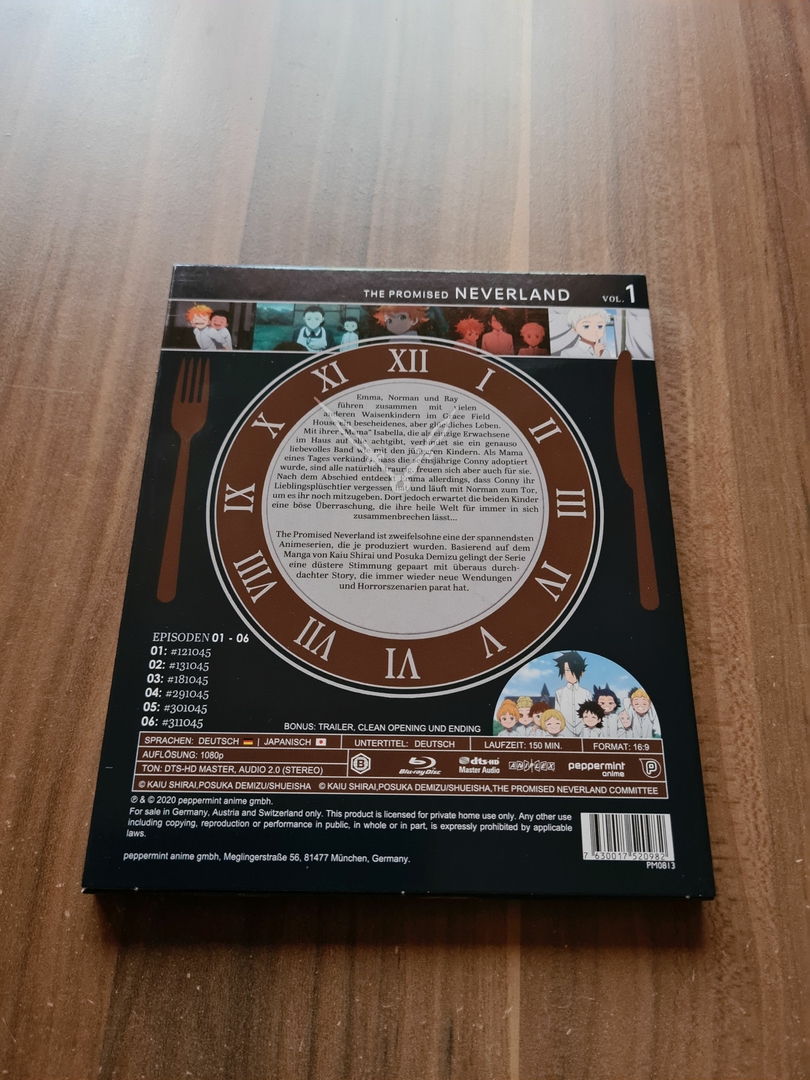 THE PROMISED NEVERLAND VOL. 1
XII
I
II
III
IV
V
VI
VII
VIII
IX
X
XI
Emma, Norman und Ray
führen zusammen mit vielen
anderen Waisenkindern im Grace Field
House ein bescheidenes, aber glückliches Leben.
Mit ihrer „Mama“ Isabella, die als einzige Erwachsene
im Haus auf alle achtgibt, verbindet sie ein genauso
liebevolles Band wie mit den jüngeren Kindern. Als Mama
eines Tages verkündet, dass die sechsjährige Conny adoptiert
wurde, sind alle natürlich traurig, freuen sich aber auch für sie.
Nach dem Abschied entdeckt Emma allerdings, dass Conny ihr
Lieblingsplüschtier vergessen hat und läuft mit Norman zum Tor,
um es ihr noch mitzugeben. Dort jedoch erwartet die beiden Kinder
eine böse Überraschung, die ihre heile Welt für immer in sich
zusammenbrechen lässt...
The Promised Neverland ist zweifelsohne eine der spannendsten
Animeserien, die je produziert wurden. Basierend auf dem
Manga von Kaiu Shirai und Posuka Demizu gelingt der Serie
eine düstere Stimmung gepaart mit überaus durch-
dachter Story, die immer wieder neue Wendungen
und Horrorszenarien parat hat.
EPISODEN 01 - 06
01: #121045
02: #131045
03: #181045
04: #291045
05: #301045
06: #311045
BONUS: TRAILER, CLEAN OPENING UND ENDING
SPRACHEN: DEUTSCH | JAPANISCH UNTERTITEL: DEUTSCH LAUFZEIT: 150 MIN. FORMAT: 16:9
AUFLÖSUNG: 1080p
TON: DTS-HD MASTER, AUDIO 2.0 (STEREO)
B
Blu-ray Disc
dts-HD
Master Audio
ANIPLEX
peppermint
anime
© KAIU SHIRAI,POSUKA DEMIZU/SHUEISHA © KAIU SHIRAI,POSUKA DEMIZU/SHUEISHA,THE PROMISED NEVERLAND COMMITTEE
℗ & © 2020 peppermint anime gmbh.
For sale in Germany, Austria and Switzerland only. This product is licensed for private home use only. Any other use
including copying, reproduction or performance in public, in whole or in part, is expressly prohibited by applicable
laws.
peppermint anime gmbh, Meglingerstraße 56, 81477 München, Germany.
7 630017 520982
PM0813